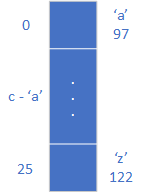 0
‘a’
97
c - ‘a’
.
.
.
25
‘z’
122